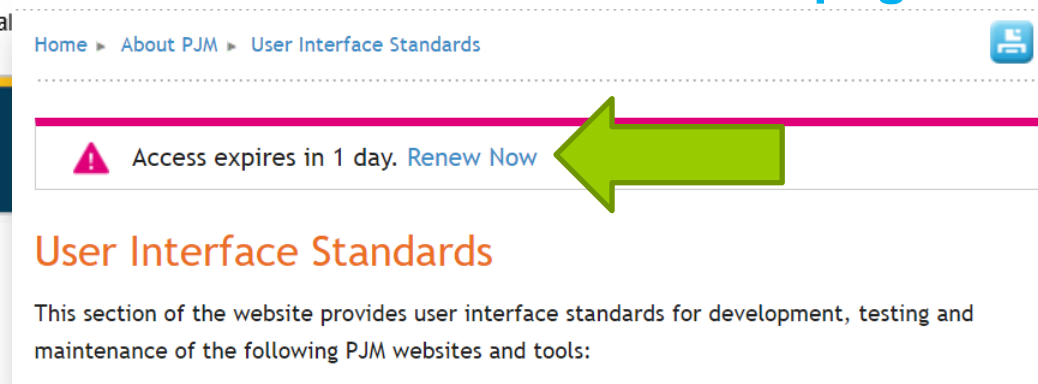 Home ▸ About PJM ▸ User Interface Standards
Access expires in 1 day. Renew Now
User Interface Standards
This section of the website provides user interface standards for development, testing and
maintenance of the following PJM websites and tools: